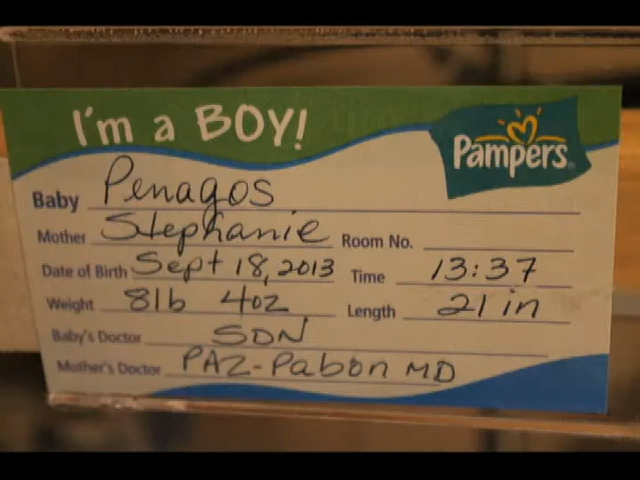 I'm a BOY!
Pampers
Baby Penagos
Mother Stephanie Room No.
Date of Birth Sept 18, 2013 Time 13:37
Weight 8lb 4oz Length 21 in
Baby's Doctor SDN
Mother's Doctor PAZ-Pabon MD